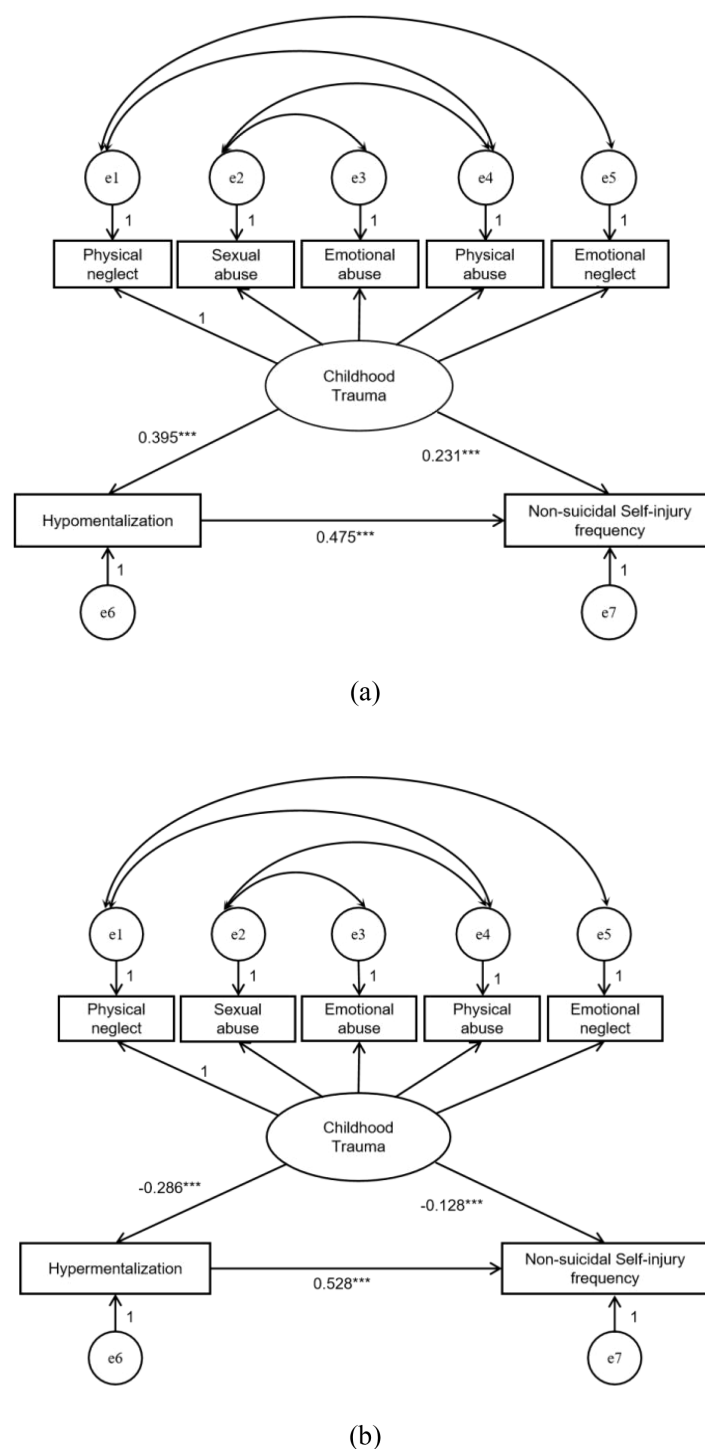 e1
e2
e3
e4
e5
1
1
1
1
1
Physical
neglect
Sexual
abuse
Emotional
abuse
Physical
abuse
Emotional
neglect
1
Childhood
Trauma
0.395***
0.231***
Hypomentalization
Non-suicidal Self-injury
frequency
0.475***
1
1
e6
e7
(a)
e1
e2
e3
e4
e5
1
1
1
1
1
Physical
neglect
Sexual
abuse
Emotional
abuse
Physical
abuse
Emotional
neglect
1
Childhood
Trauma
-0.286***
-0.128***
Hypermentalization
Non-suicidal Self-injury
frequency
0.528***
1
1
e6
e7
(b)